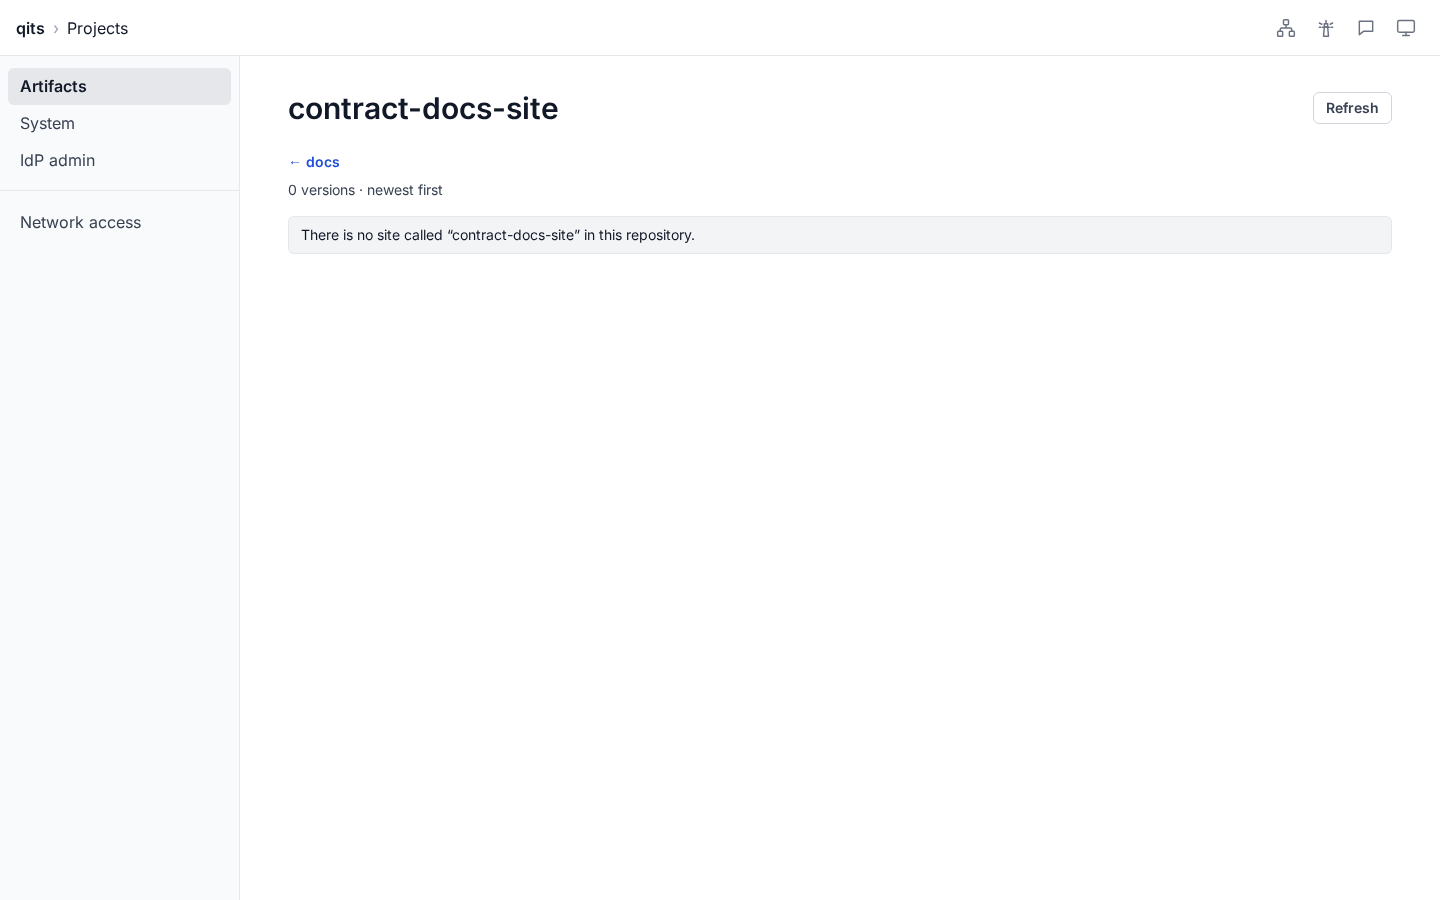 qits › Projects
Artifacts
System
IdP admin
Network access
contract-docs-site
Refresh
← docs
0 versions · newest first
There is no site called “contract-docs-site” in this repository.